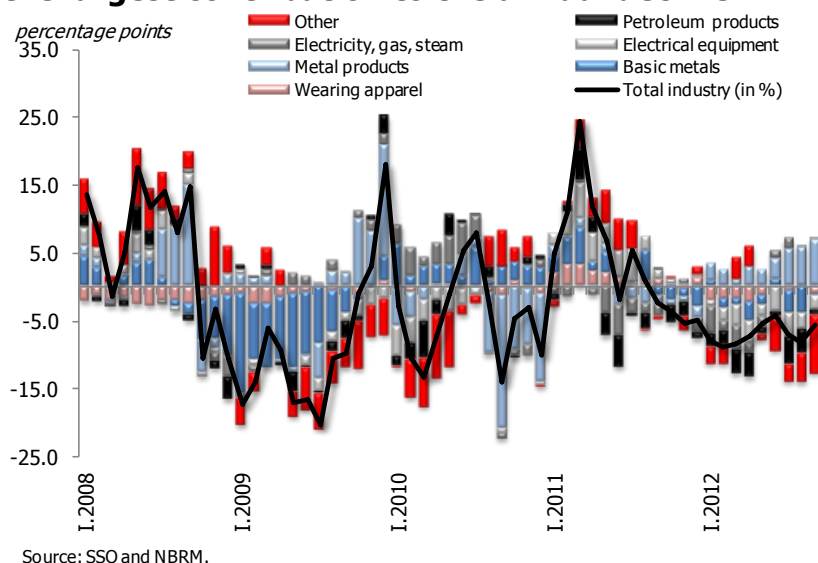 percentage points
Other
Petroleum products
Electricity, gas, steam
Electrical equipment
Metal products
Basic metals
Wearing apparel
Total industry (in %)
35.0
25.0
15.0
5.0
-5.0
-15.0
-25.0
I.2008
I.2009
I.2010
I.2011
I.2012
Source: SSO and NBRM.